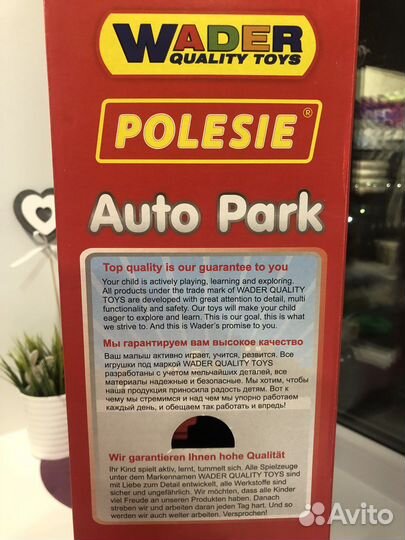 WADER
QUALITY TOYS
POLESIE®
Auto Park
Top quality is our guarantee to you
Your child is actively playing, learning and exploring.
All products under the trade mark of WADER QUALITY
TOYS are developed with great attention to detail, multi
functionality and safety. Our toys will make your child
eager to explore and learn. This is our goal, this is what
we strive to. And this is Wader's promise to you.
Мы гарантируем вам высокое качество
Ваш малыш активно играет, учится, резвится. Все
игрушки под маркой WADER QUALITY TOYS
разработаны с учетом мельчайших деталей, все
материалы надежные и безопасные. Мы хотим, чтобы
наша продукция приносила радость детям. Вот к
чему мы стремимся и над чем мы упорно работаем
каждый день, и обещаем так работать и впредь!
Wir garantieren Ihnen hohe Qualität
Ihr Kind spielt aktiv, lernt, tummelt sich. Alle Spielzeuge
unter dem Markennamen WADER QUALITY TOYS sind
mit Liebe zum Detail entwickelt, alle Werkstoffe sind
sicher und ungefährlich. Wir möchten, dass alle Kinder
viel Freude an unseren Produkten haben. Danach
streben wir und arbeiten daran jeden Tag hart. Und so
werden wir auch weiter arbeiten. Versprochen!
Avito